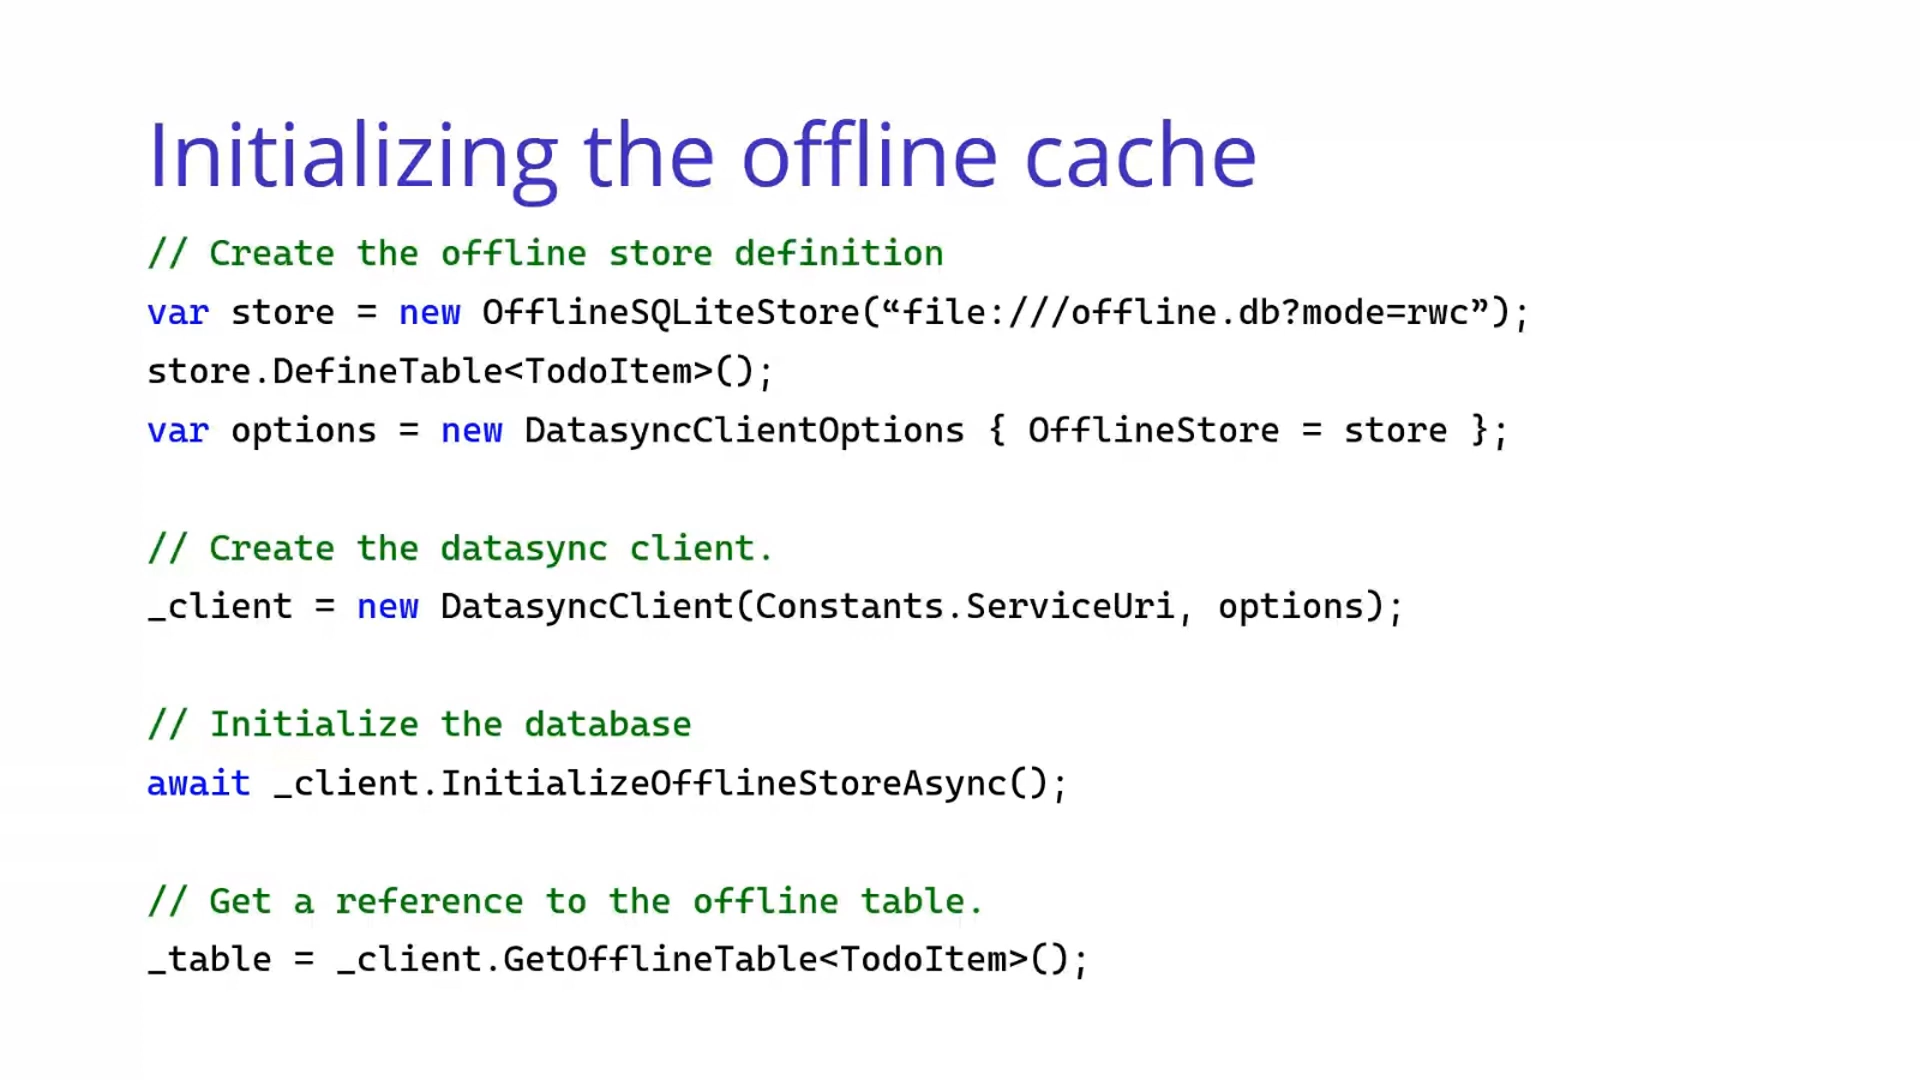 Initializing the offline cache
// Create the offline store definition
var store = new OfflineSQLiteStore(“file:///offline.db?mode=rwc”);
store.DefineTable<TodoItem>();
var options = new DatasyncClientOptions { OfflineStore = store };
// Create the datasync client.
_client = new DatasyncClient(Constants.ServiceUri, options);
// Initialize the database
await _client.InitializeOfflineStoreAsync();
// Get a reference to the offline table.
_table = _client.GetOfflineTable<TodoItem>();